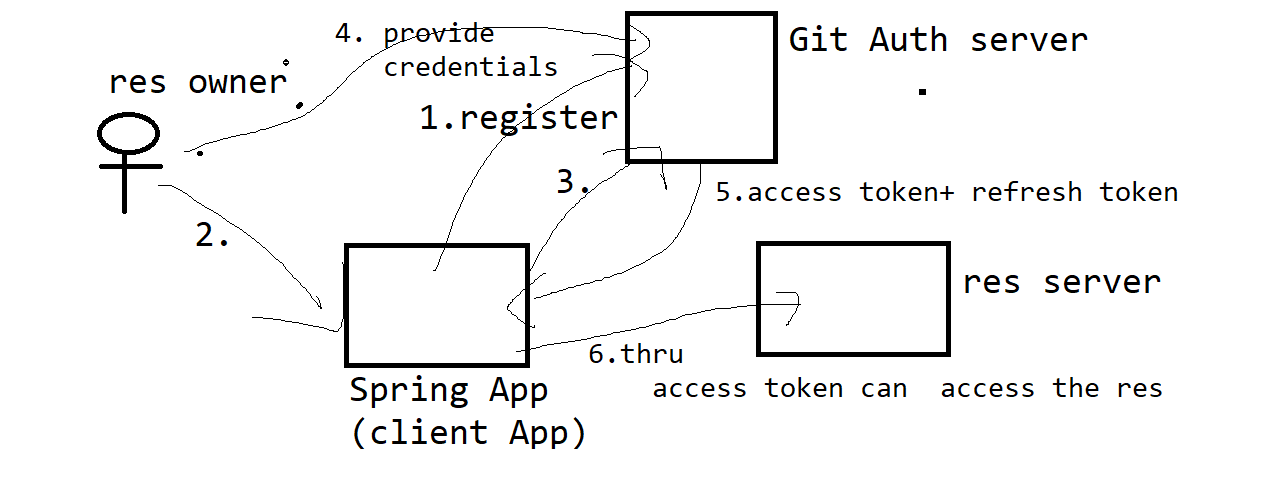 4. provide
credentials
Git Auth server
res owner
1.register
3.
5.access token+ refresh token
2.
res server
6.thru
access token can access the res
Spring App
(client App)